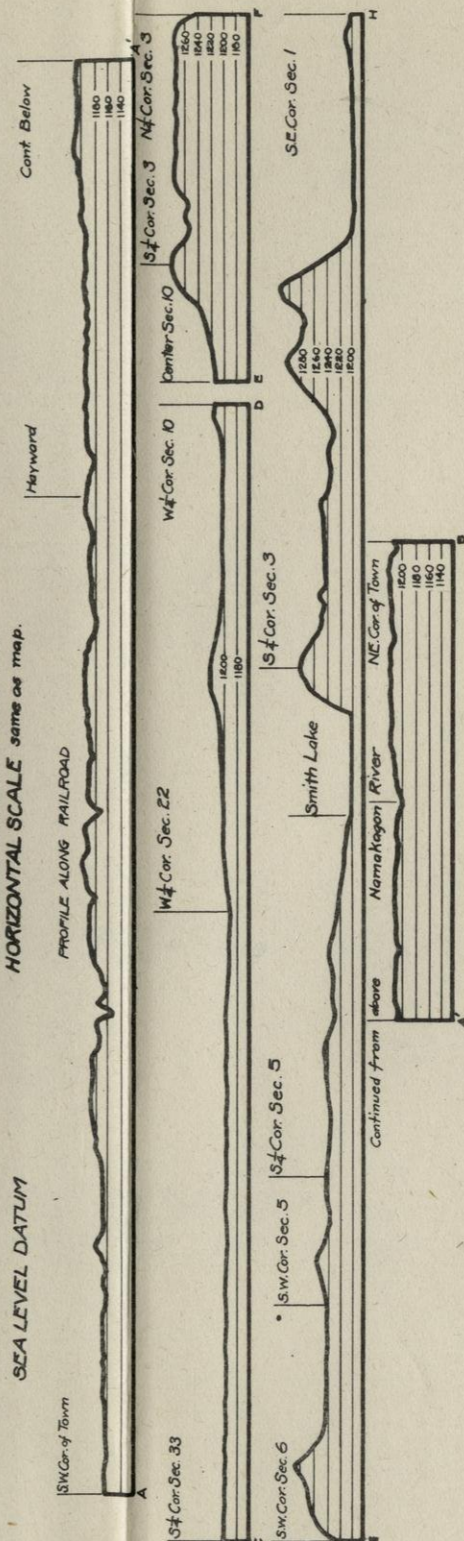 SEA LEVEL DATUM
HORIZONTAL SCALE same as map.
S.W. Cor. of Town
PROFILE ALONG RAILROAD
Hayward
Cont. Below
1180
1160
1140
A
A'
S¼ Cor. Sec. 33
W¼ Cor. Sec. 22
W¼ Cor. Sec. 10
1200
1180
D
Center Sec. 10
S¼ Cor. Sec. 3
N¼ Cor. Sec. 3
1260
1240
1220
1200
1180
E
F
S.W. Cor. Sec. 6
S.W. Cor. Sec. 5
S¼ Cor. Sec. 5
Smith Lake
S¼ Cor. Sec. 3
S.E. Cor. Sec. 1
1280
1260
1240
1220
1200
H
Continued from above
Namakagon River
N.E. Cor. of Town
1200
1180
1160
1140
A'